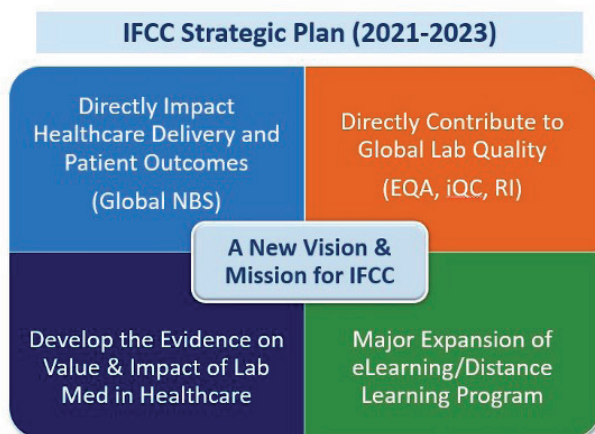 IFCC Strategic Plan (2021-2023)
Directly Impact
Healthcare Delivery and
Patient Outcomes
(Global NBS)
Directly Contribute to
Global Lab Quality
(EQA, iQC, RI)
A New Vision &
Mission for IFCC
Develop the Evidence on
Value & Impact of Lab
Med in Healthcare
Major Expansion of
eLearning/Distance
Learning Program